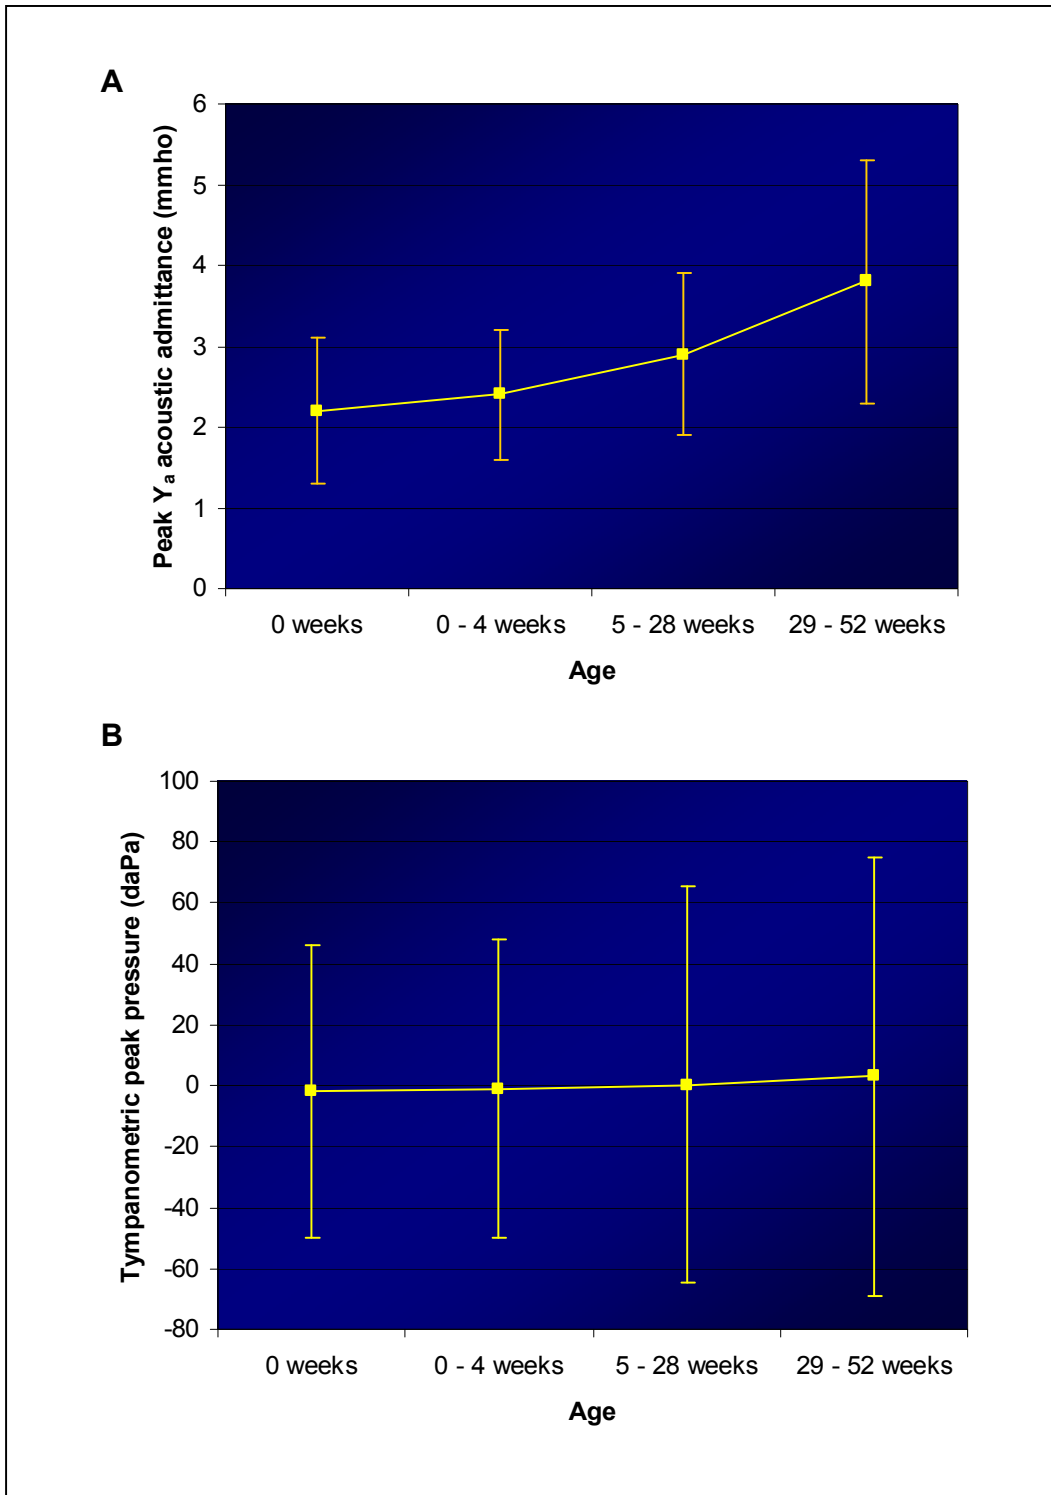 A
Peak Ya acoustic admittance (mmho)
6
5
4
3
2
1
0
0 weeks 0 - 4 weeks 5 - 28 weeks 29 - 52 weeks
Age
B
Tympanometric peak pressure (daPa)
100
80
60
40
20
0
-20
-40
-60
-80
0 weeks 0 - 4 weeks 5 - 28 weeks 29 - 52 weeks
Age